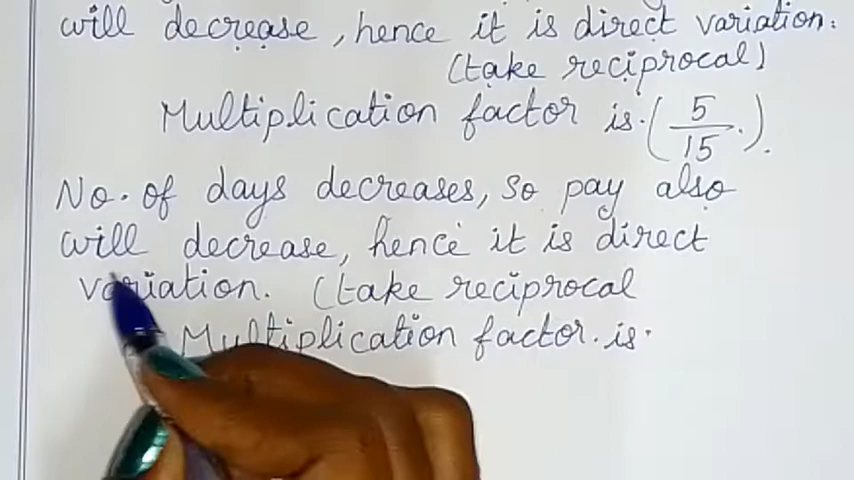 will decrease, hence it is direct variation.
(take reciprocal)
Multiplication factor is (5/15).
No. of days decreases, so pay also
will decrease, hence it is direct
variation. (take reciprocal
Multiplication factor is